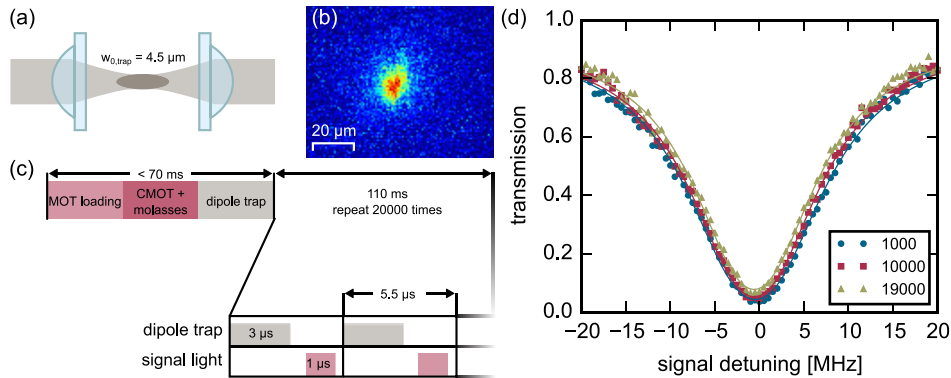 (a)
w0,trap = 4.5 µm
(b)
20 µm
(c)
< 70 ms
MOT loading
CMOT +
molasses
dipole trap
110 ms
repeat 20000 times
5.5 µs
dipole trap
3 µs
signal light
1 µs
(d)
transmission
1.0
0.8
0.6
0.4
0.2
0.0
1000
10000
19000
−20 −15 −10 −5 0 5 10 15 20
signal detuning [MHz]